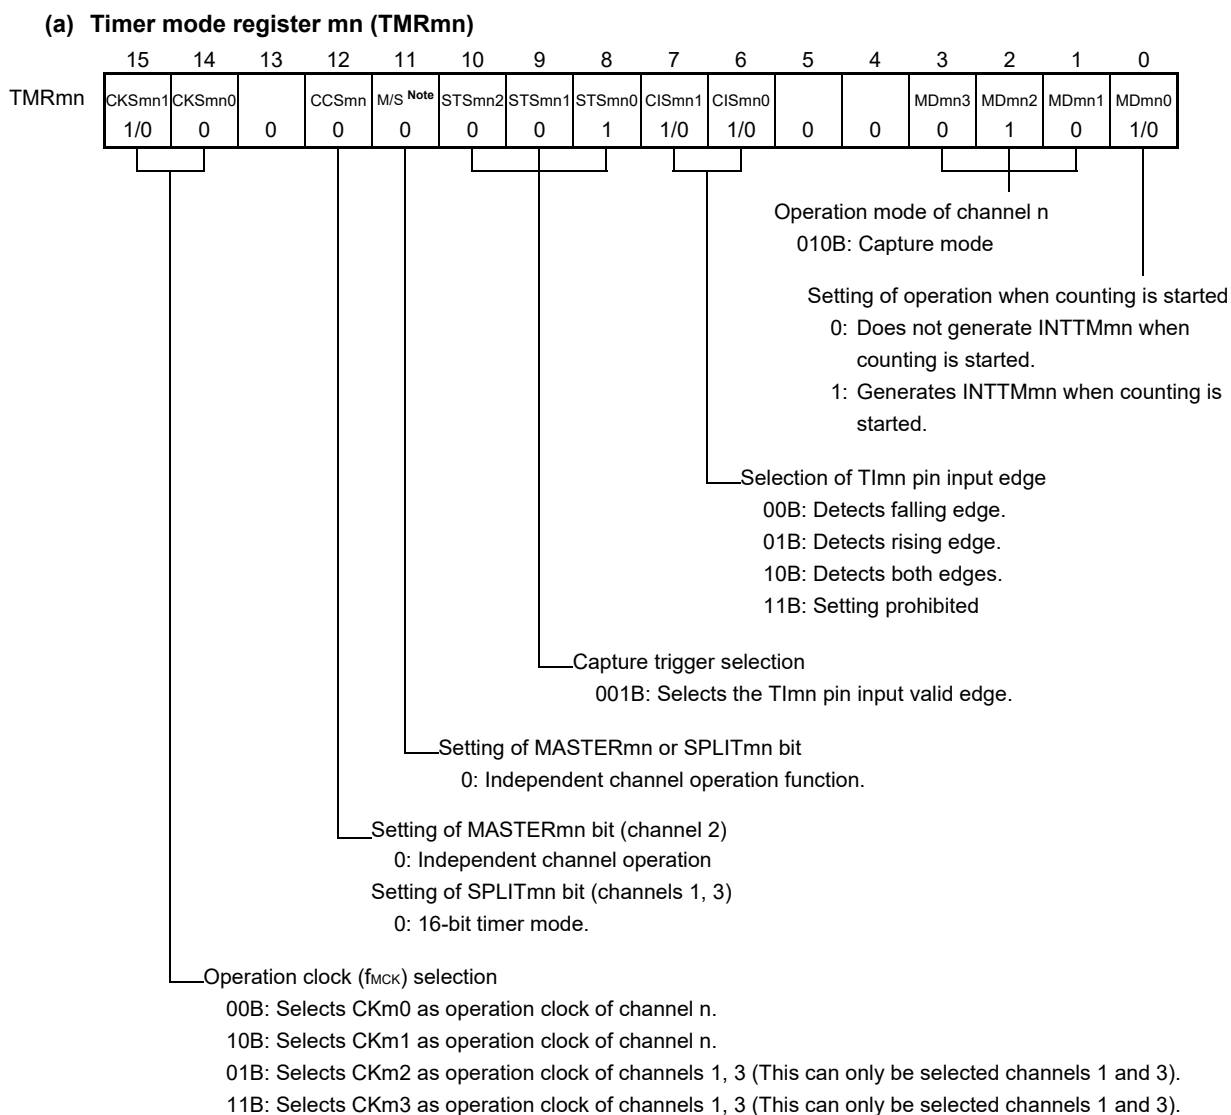 (a) Timer mode register mn (TMRmn)
15 14 13 12 11 10 9 8 7 6 5 4 3 2 1 0
TMRmn CKSmn1 CKSmn0 CCSmn M/S Note STSmn2 STSmn1 STSmn0 CISmn1 CISmn0 MDmn3 MDmn2 MDmn1 MDmn0
1/0 0 0 0 0 0 0 1 1/0 1/0 0 0 0 1 0 1/0
Operation mode of channel n
010B: Capture mode
Setting of operation when counting is started
0: Does not generate INTTMmn when
counting is started.
1: Generates INTTMmn when counting is
started.
Selection of TImn pin input edge
00B: Detects falling edge.
01B: Detects rising edge.
10B: Detects both edges.
11B: Setting prohibited
Capture trigger selection
001B: Selects the TImn pin input valid edge.
Setting of MASTERmn or SPLITmn bit
0: Independent channel operation function.
Setting of MASTERmn bit (channel 2)
0: Independent channel operation
Setting of SPLITmn bit (channels 1, 3)
0: 16-bit timer mode.
Operation clock (fMCK) selection
00B: Selects CKm0 as operation clock of channel n.
10B: Selects CKm1 as operation clock of channel n.
01B: Selects CKm2 as operation clock of channels 1, 3 (This can only be selected channels 1 and 3).
11B: Selects CKm3 as operation clock of channels 1, 3 (This can only be selected channels 1 and 3).